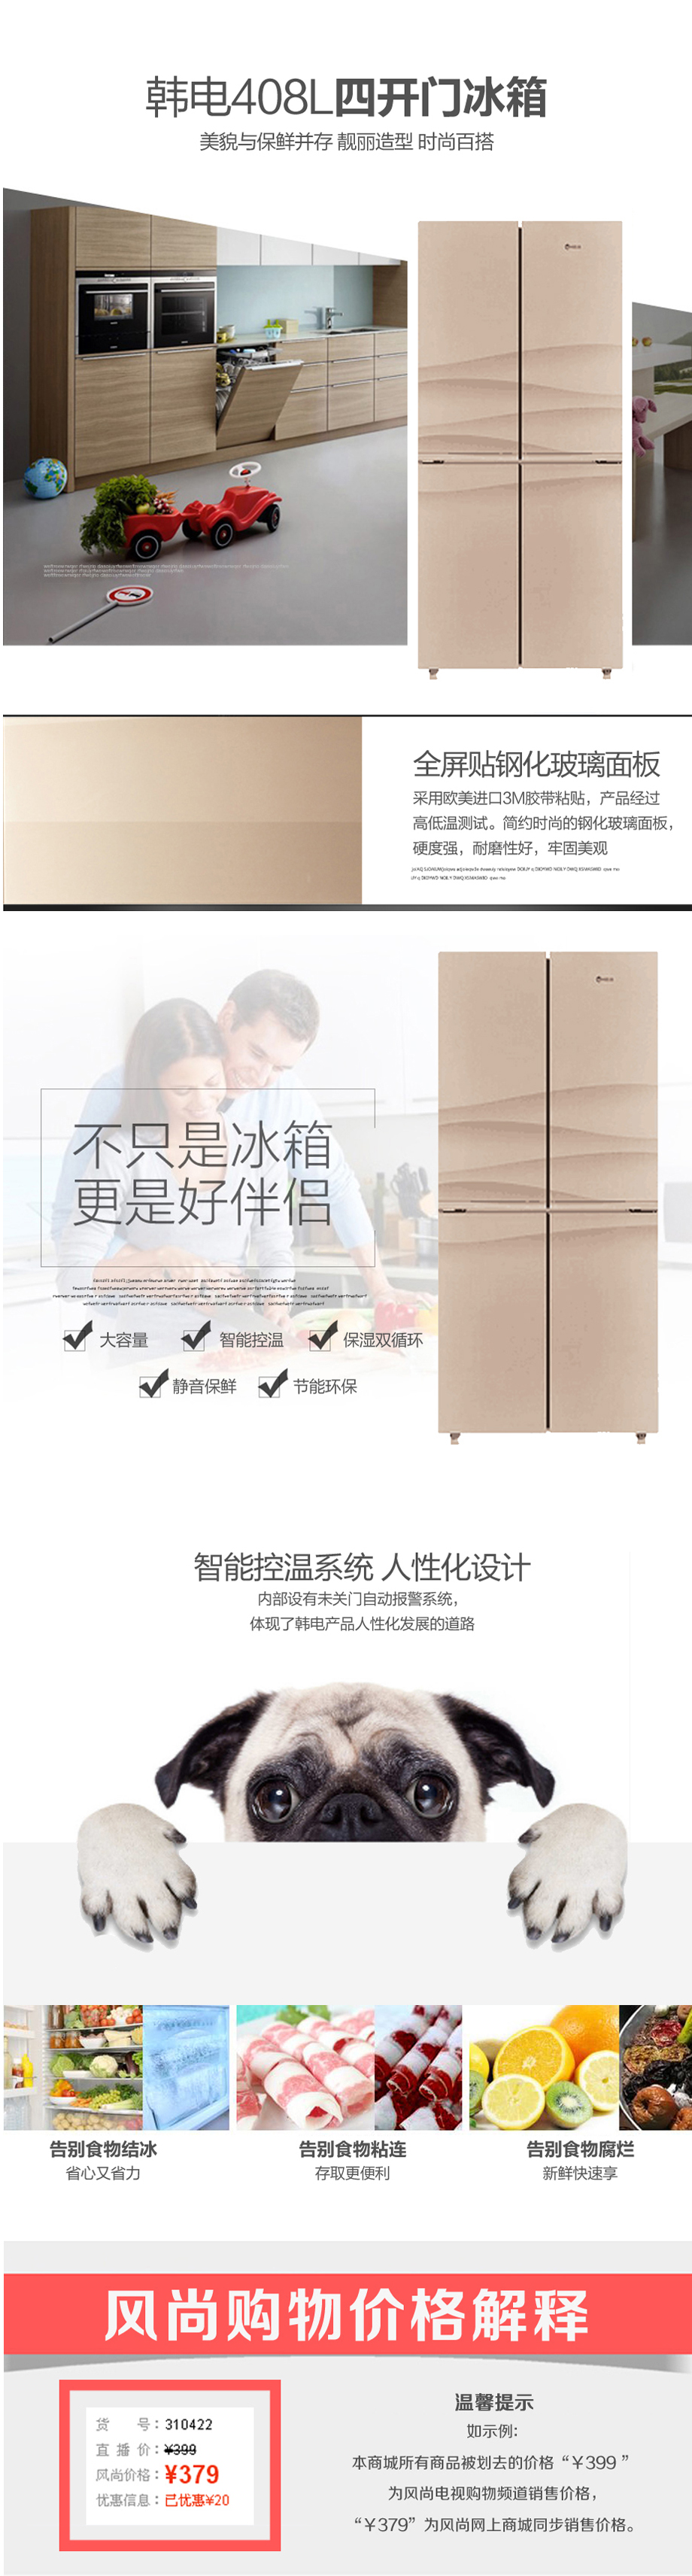 韩电408L四开门冰箱
美貌与保鲜并存 靓丽造型 时尚百搭
全屏贴钢化玻璃面板
采用欧美进口3M胶带粘贴，产品经过
高低温测试。简约时尚的钢化玻璃面板，
硬度强，耐磨性好，牢固美观
不只是冰箱
更是好伴侣
大容量 智能控温 保湿双循环
静音保鲜 节能环保
智能控温系统 人性化设计
内部设有未关门自动报警系统，
体现了韩电产品人性化发展的道路
告别食物结冰 告别食物粘连 告别食物腐烂
省心又省力 存取更便利 新鲜快速享
风尚购物价格解释
货 号：310422
直 播 价：¥399
风尚价格：¥379
优惠信息：已优惠¥20
温馨提示
如示例:
本商城所有商品被划去的价格“￥399 ”
为风尚电视购物频道销售价格，
“￥379”为风尚网上商城同步销售价格。